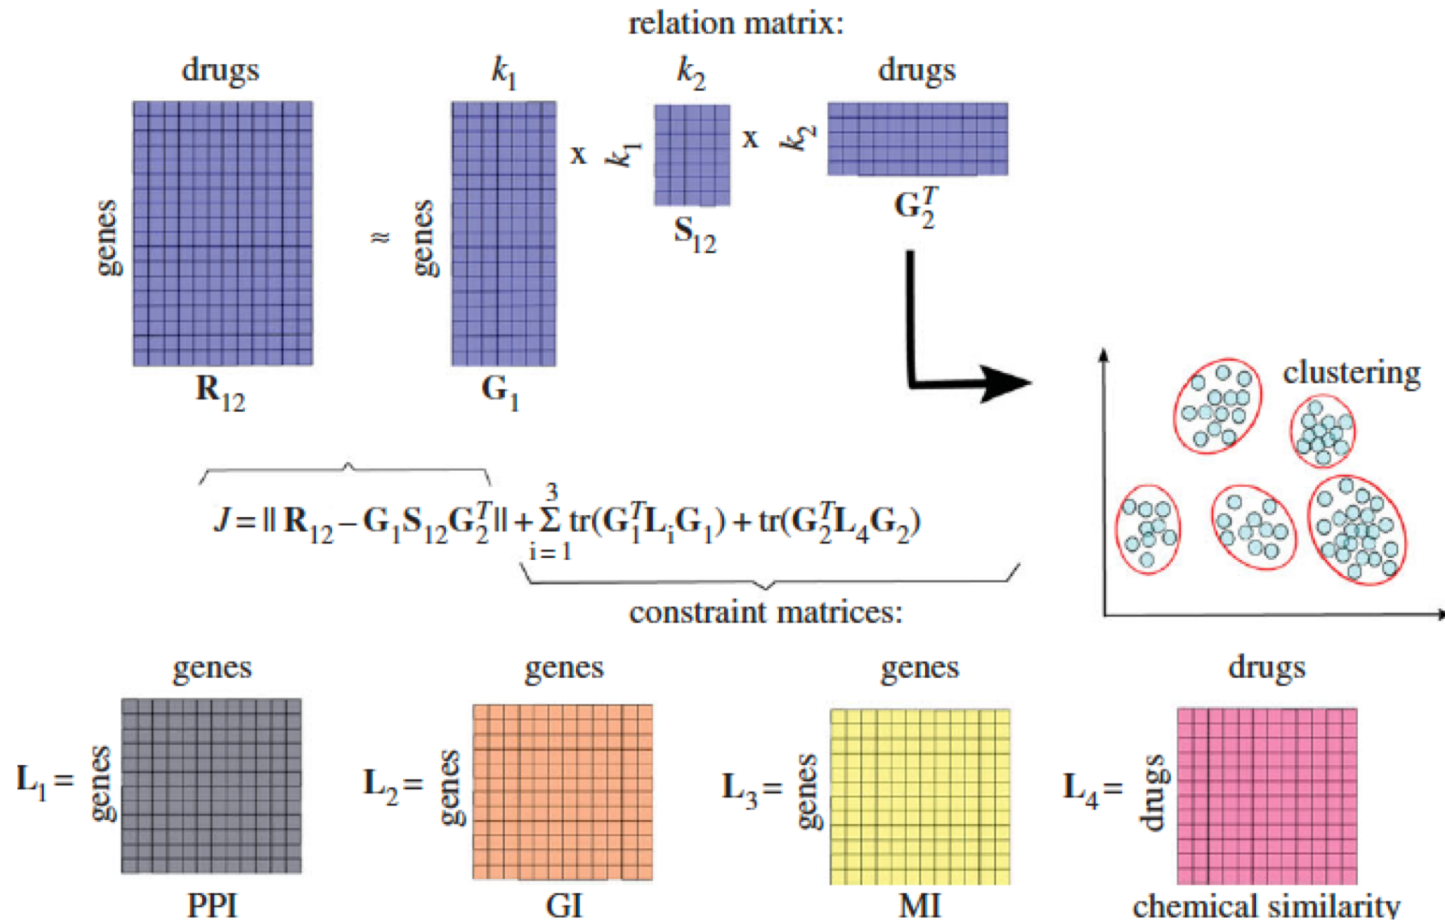 relation matrix:
drugs k₁ k₂ drugs
genes ≈ genes x k₁ x k₂
R₁₂ G₁ S₁₂ G₂ᵀ
clustering
J = || R₁₂ – G₁S₁₂G₂ᵀ|| + Σ tr(G₁ᵀLᵢG₁) + tr(G₂ᵀL₄G₂)
3
i = 1
constraint matrices:
genes genes genes drugs
L₁ = genes L₂ = genes L₃ = genes L₄ = drugs
PPI GI MI chemical similarity